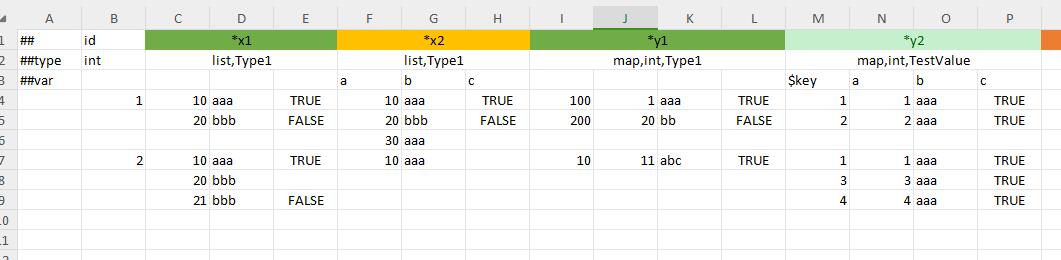 A B C D E F G H I J K L M N O P
1 ## id *x1 *x2 *y1 *y2
2 ##type int list,Type1 list,Type1 map,int,Type1 map,int,TestValue
3 ##var a b c $key a b c
4 1 10 aaa TRUE 10 aaa TRUE 100 1 aaa TRUE 1 1 aaa TRUE
5 20 bbb FALSE 20 bbb FALSE 200 20 bb FALSE 2 2 aaa TRUE
6 30 aaa
7 2 10 aaa TRUE 10 aaa 10 11 abc TRUE 1 1 aaa TRUE
8 20 bbb 3 3 aaa TRUE
9 21 bbb FALSE 4 4 aaa TRUE
10
11